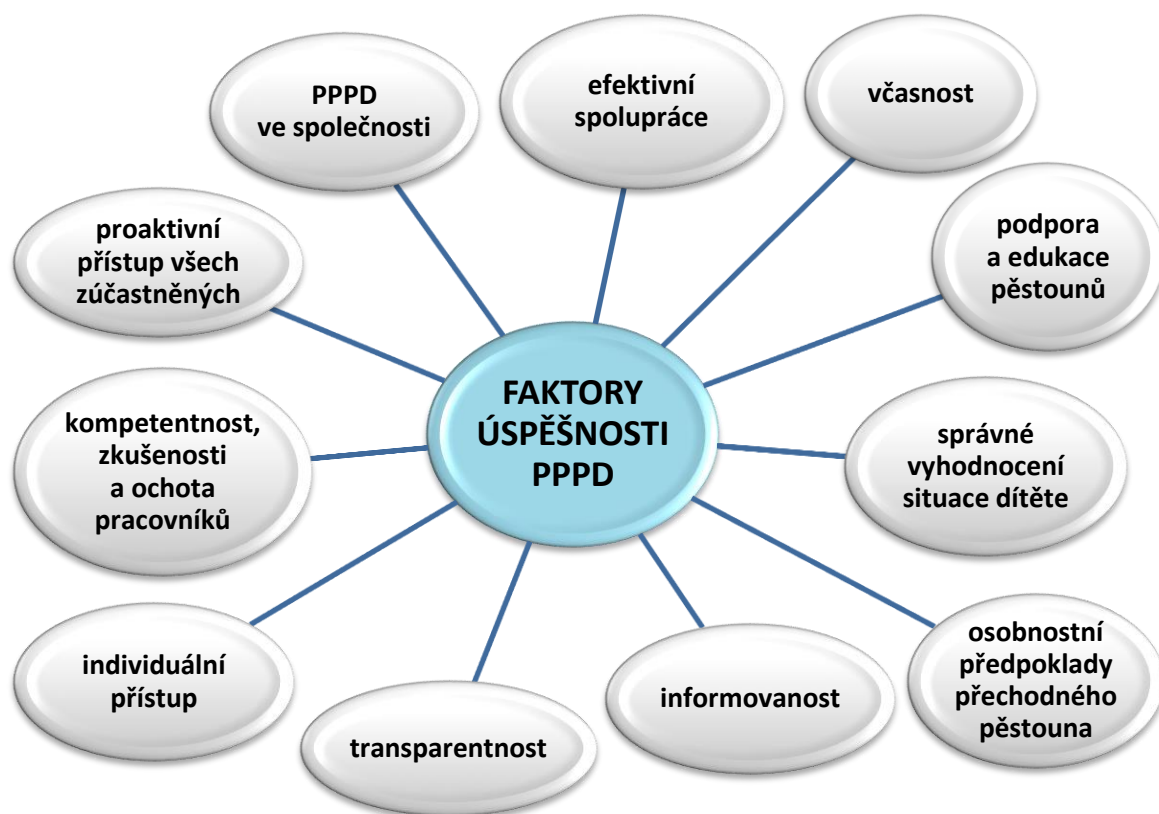 PPPD
ve společnosti
efektivní
spolupráce
včasnost
proaktivní
přístup všech
zúčastněných
podpora
a edukace
pěstounů
FAKTORY
ÚSPĚŠNOSTI
PPPD
kompetentnost,
zkušenosti
a ochota
pracovníků
správné
vyhodnocení
situace dítěte
individuální
přístup
transparentnost
informovanost
osobnostní
předpoklady
přechodného
pěstouna